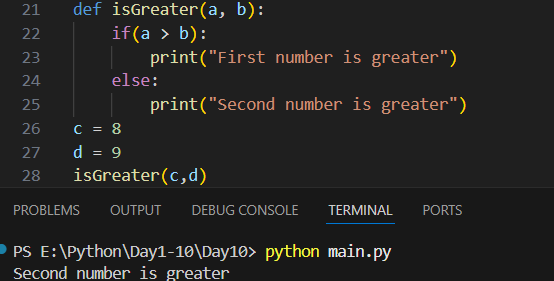 21 def isGreater(a, b):
22     if(a > b):
23         print("First number is greater")
24     else:
25         print("Second number is greater")
26 c = 8
27 d = 9
28 isGreater(c,d)
PROBLEMS OUTPUT DEBUG CONSOLE TERMINAL PORTS
PS E:\Python\Day1-10\Day10> python main.py
Second number is greater